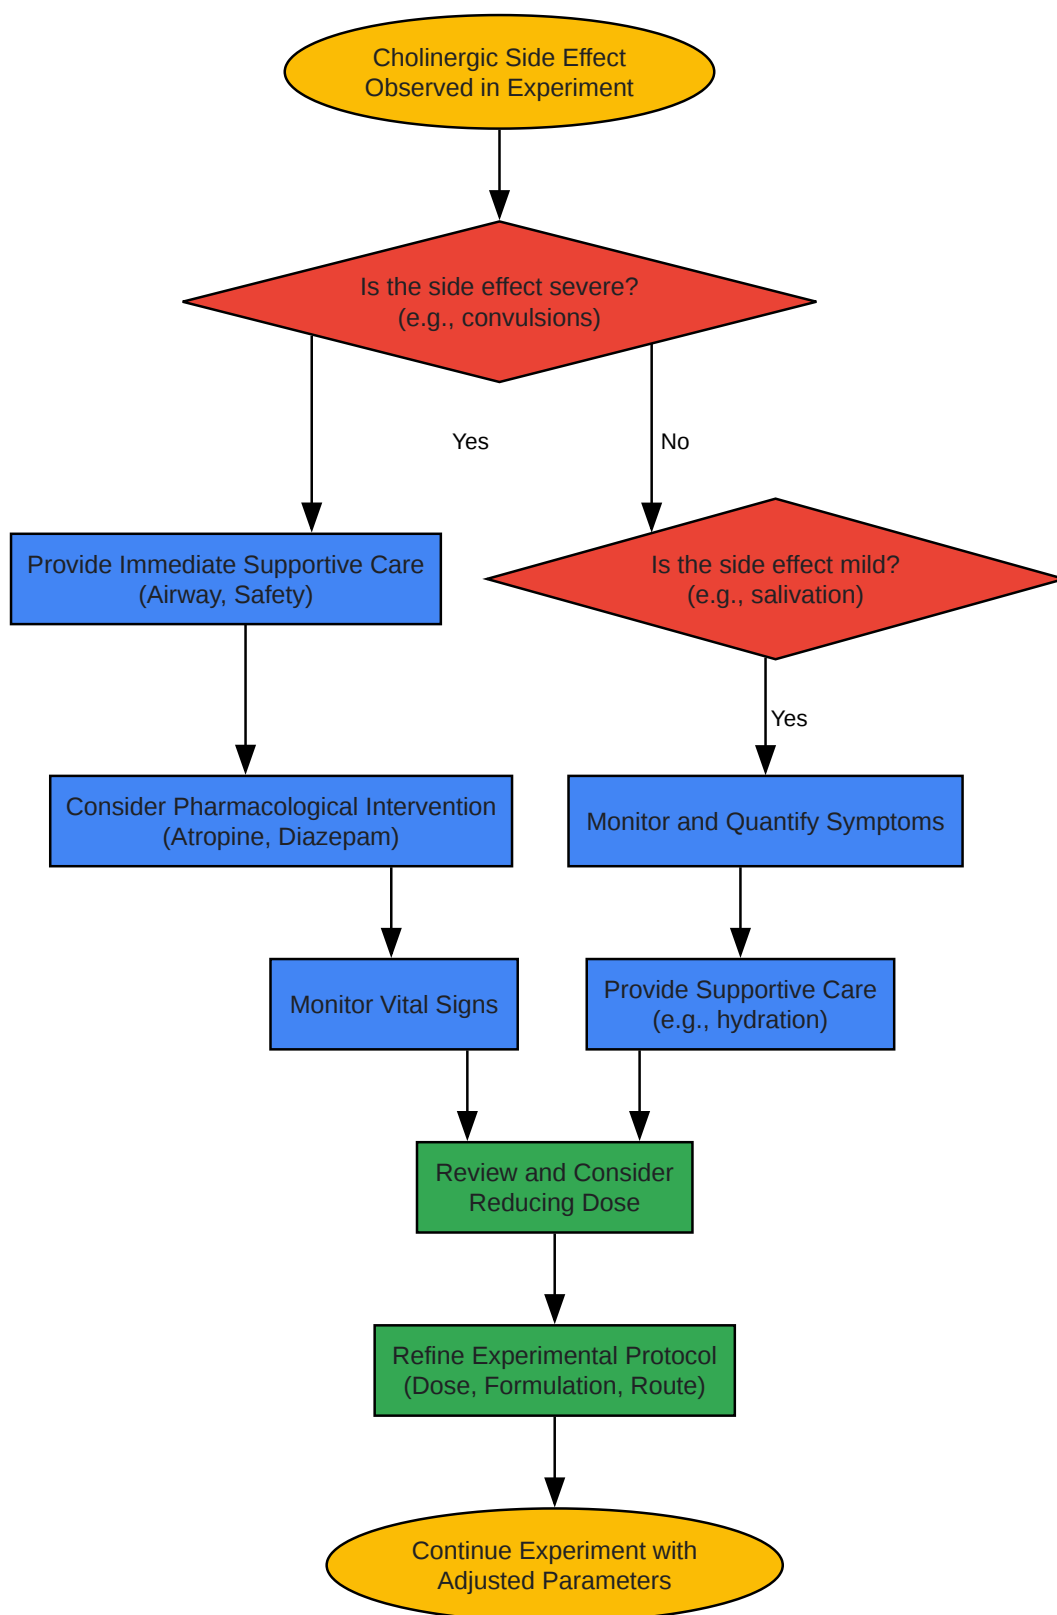 Cholinergic Side Effect
Observed in Experiment
Is the side effect severe?
(e.g., convulsions)
Yes
No
Provide Immediate Supportive Care
(Airway, Safety)
Is the side effect mild?
(e.g., salivation)
Yes
Consider Pharmacological Intervention
(Atropine, Diazepam)
Monitor and Quantify Symptoms
Monitor Vital Signs
Provide Supportive Care
(e.g., hydration)
Review and Consider
Reducing Dose
Refine Experimental Protocol
(Dose, Formulation, Route)
Continue Experiment with
Adjusted Parameters